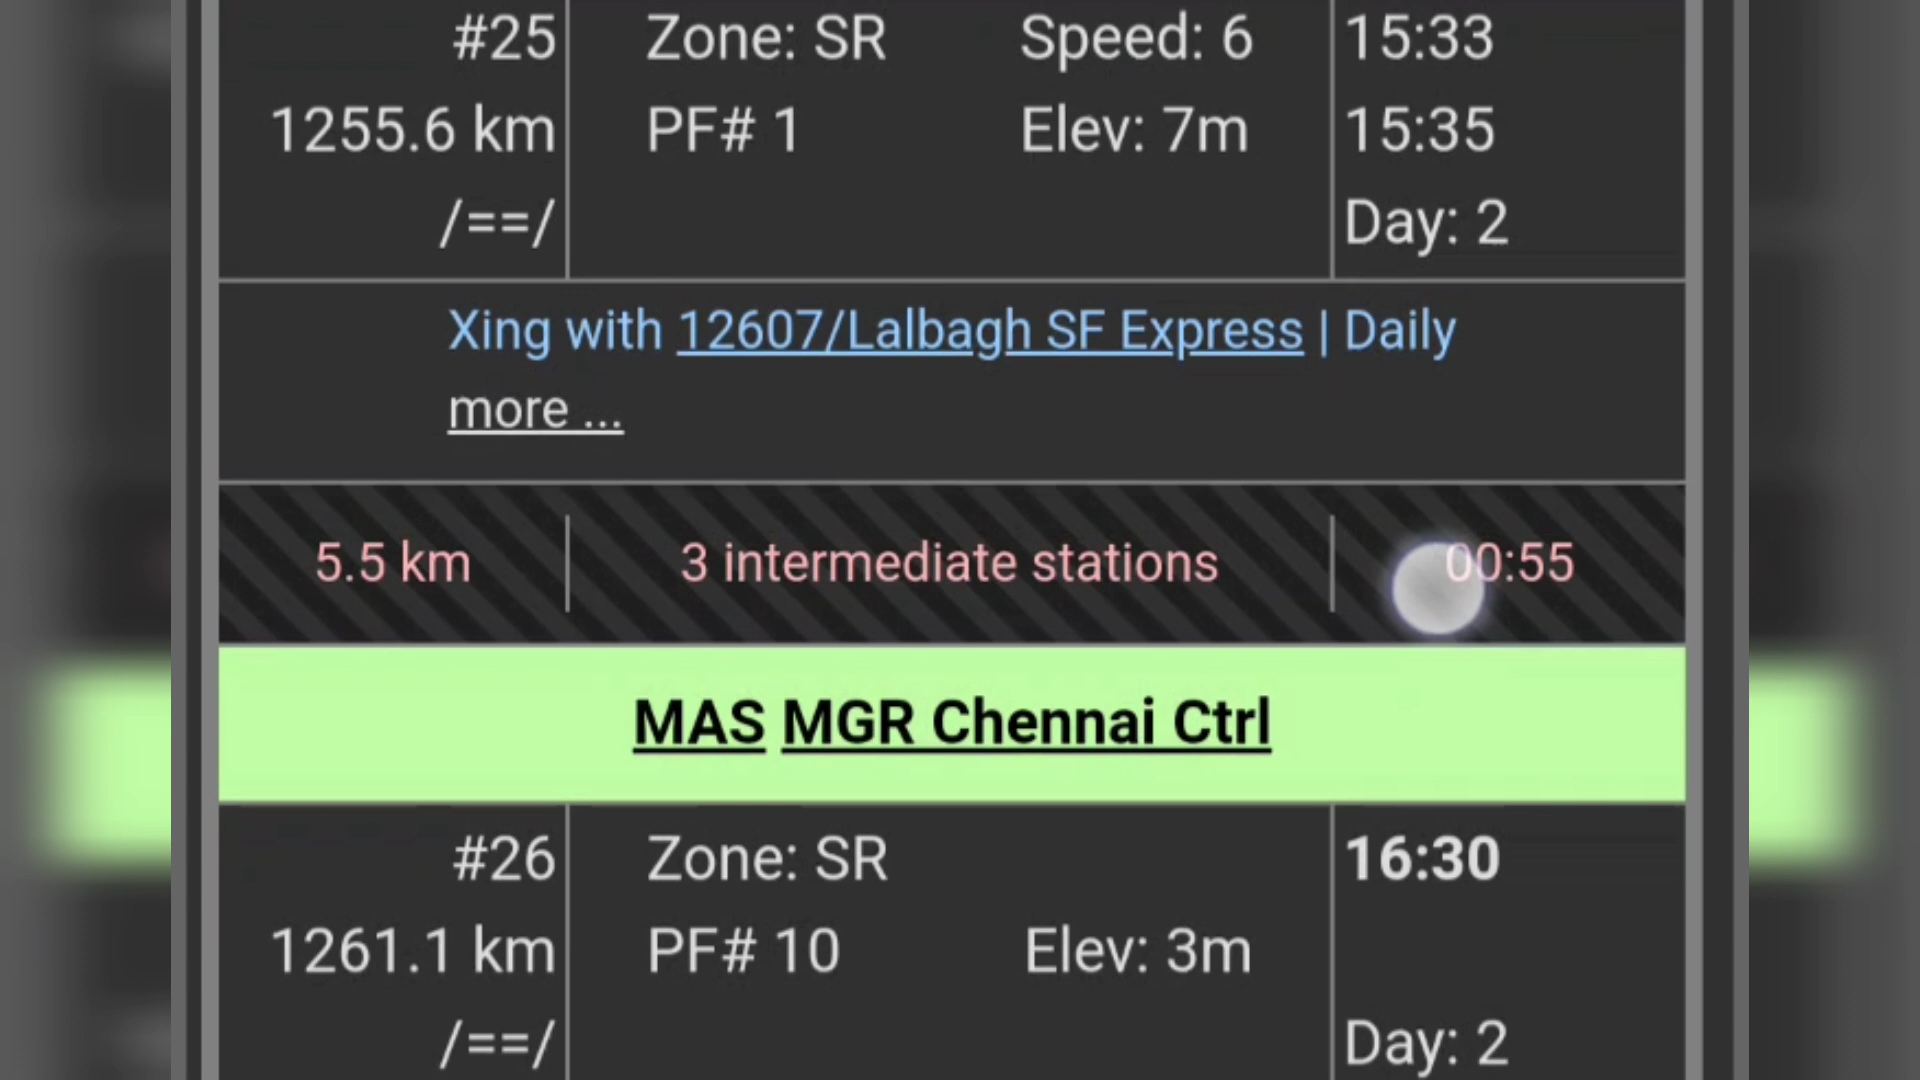 #25 Zone: SR Speed: 6 15:33
1255.6 km PF# 1 Elev: 7m 15:35
/==/ Day: 2
Xing with 12607/Lalbagh SF Express | Daily
more ...
5.5 km 3 intermediate stations 00:55
MAS MGR Chennai Ctrl
#26 Zone: SR 16:30
1261.1 km PF# 10 Elev: 3m
/==/ Day: 2